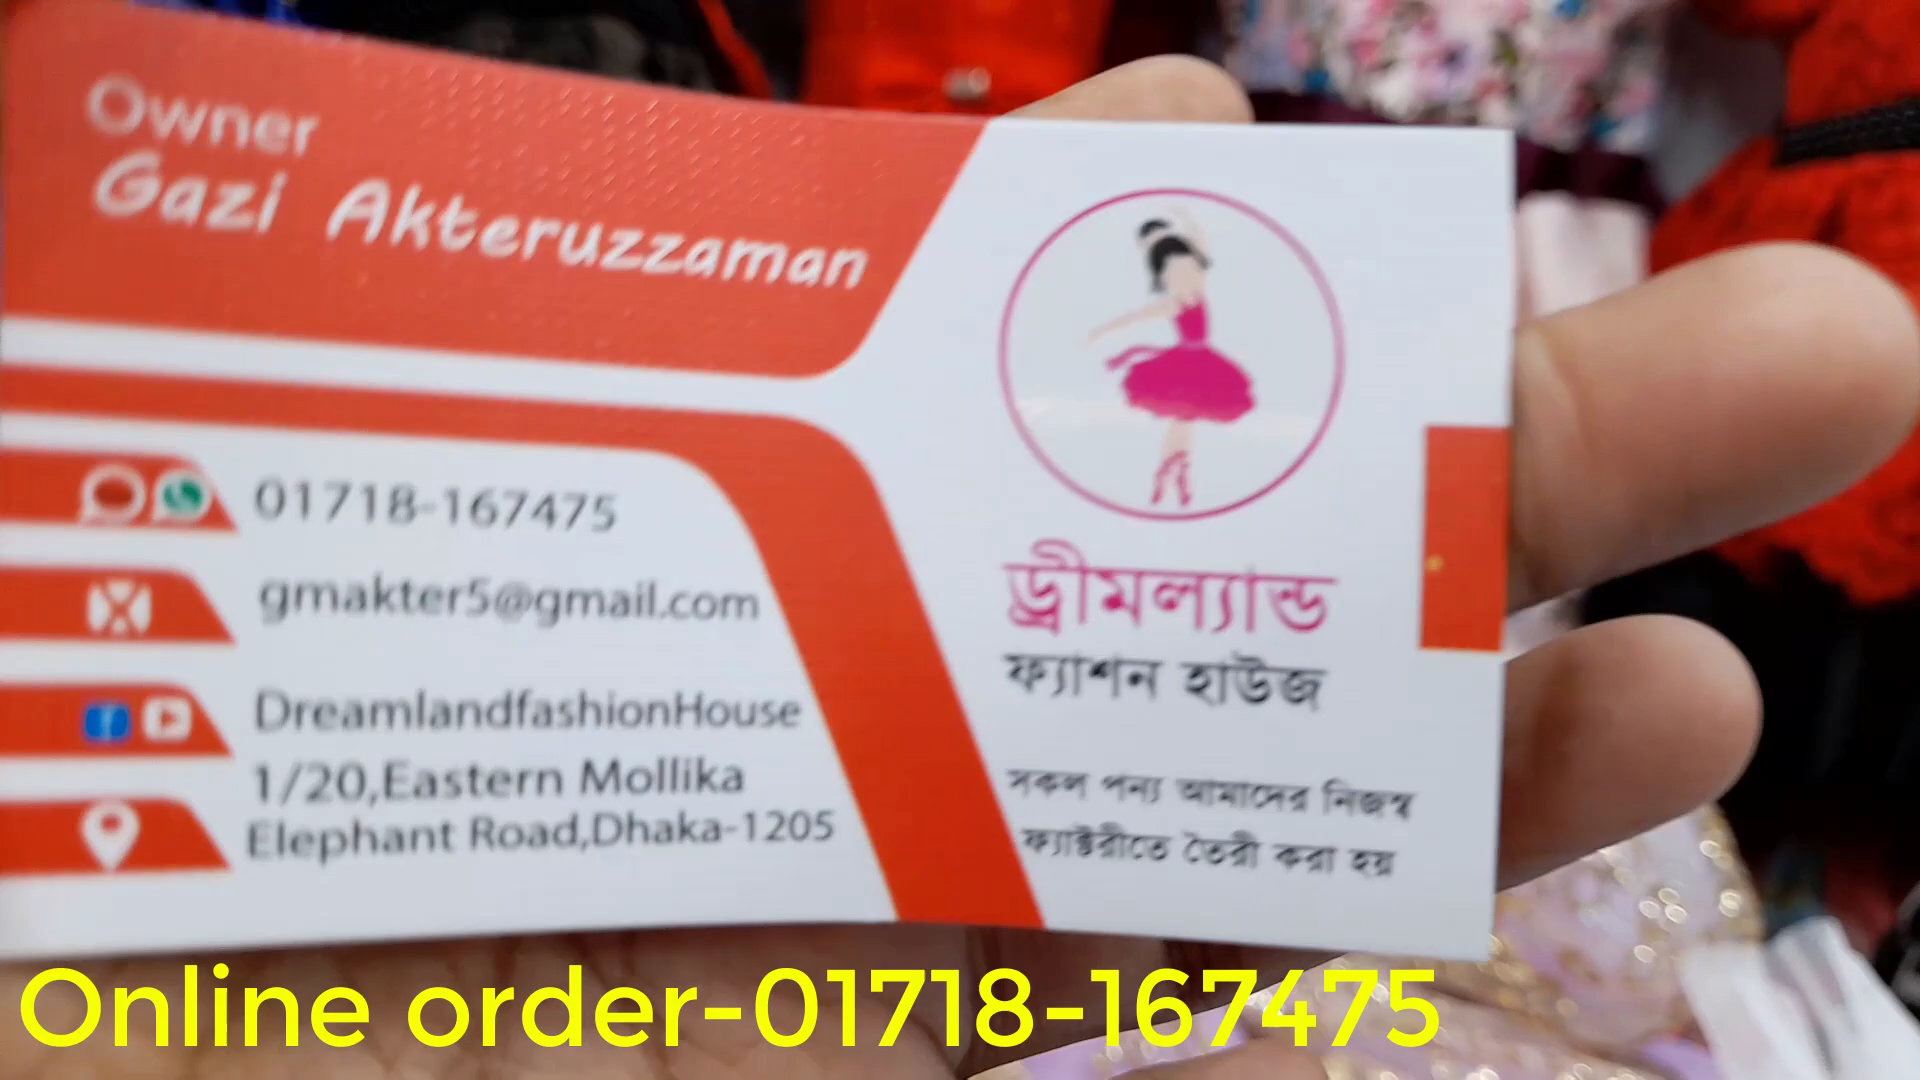 Owner
Gazi Akteruzzaman
01718-167475
gmakter5@gmail.com
DreamlandfashionHouse
1/20,Eastern Mollika
Elephant Road,Dhaka-1205
ড্রীমল্যান্ড
ফ্যাশন হাউজ
সকল পন্য আমাদের নিজস্ব
ফ্যাক্টরীতে তৈরী করা হয়
Online order-01718-167475